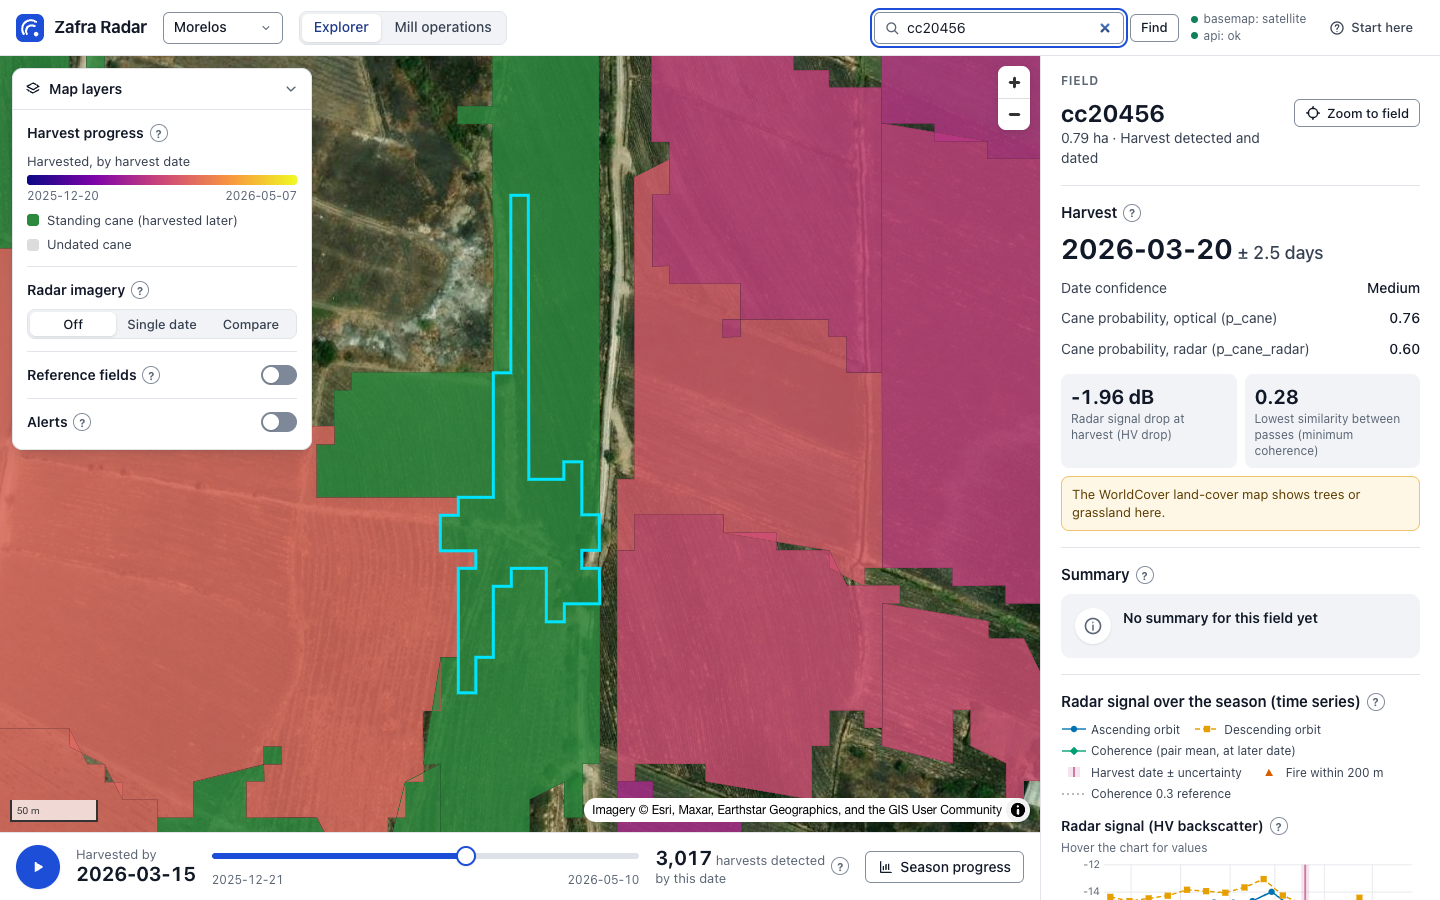 Zafra Radar
Morelos
Explorer
Mill operations
cc20456
Find
basemap: satellite
api: ok
Start here
Map layers
Harvest progress ?
Harvested, by harvest date
2025-12-20 2026-05-07
Standing cane (harvested later)
Undated cane
Radar imagery ?
Off Single date Compare
Reference fields ?
Alerts ?
+
−
50 m
Imagery © Esri, Maxar, Earthstar Geographics, and the GIS User Community
Harvested by
2026-03-15
2025-12-21 2026-05-10
3,017 harvests detected
by this date
?
Season progress
FIELD
cc20456
Zoom to field
0.79 ha · Harvest detected and
dated
Harvest ?
2026-03-20 ± 2.5 days
Date confidence Medium
Cane probability, optical (p_cane) 0.76
Cane probability, radar (p_cane_radar) 0.60
-1.96 dB
Radar signal drop at
harvest (HV drop)
0.28
Lowest similarity between
passes (minimum
coherence)
The WorldCover land-cover map shows trees or
grassland here.
Summary ?
No summary for this field yet
Radar signal over the season (time series) ?
Ascending orbit Descending orbit
Coherence (pair mean, at later date)
Harvest date ± uncertainty Fire within 200 m
Coherence 0.3 reference
Radar signal (HV backscatter) ?
Hover the chart for values
-12
-14